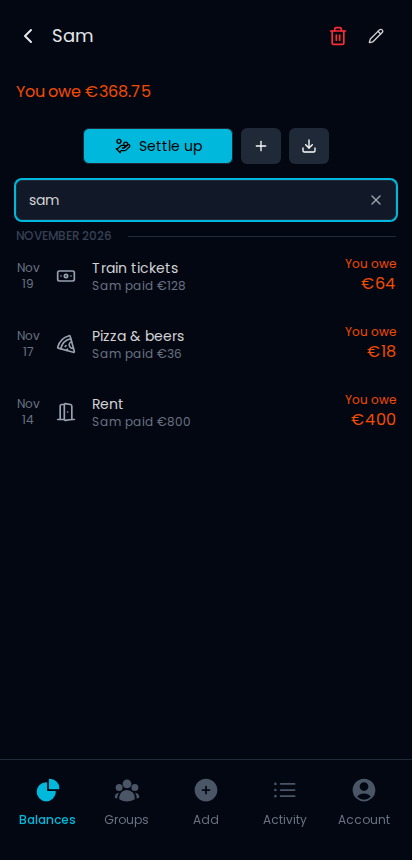 Sam
You owe €368.75
Settle up
sam
NOVEMBER 2026
Nov
19
Train tickets
Sam paid €128
You owe
€64
Nov
17
Pizza & beers
Sam paid €36
You owe
€18
Nov
14
Rent
Sam paid €800
You owe
€400
Balances
Groups
Add
Activity
Account